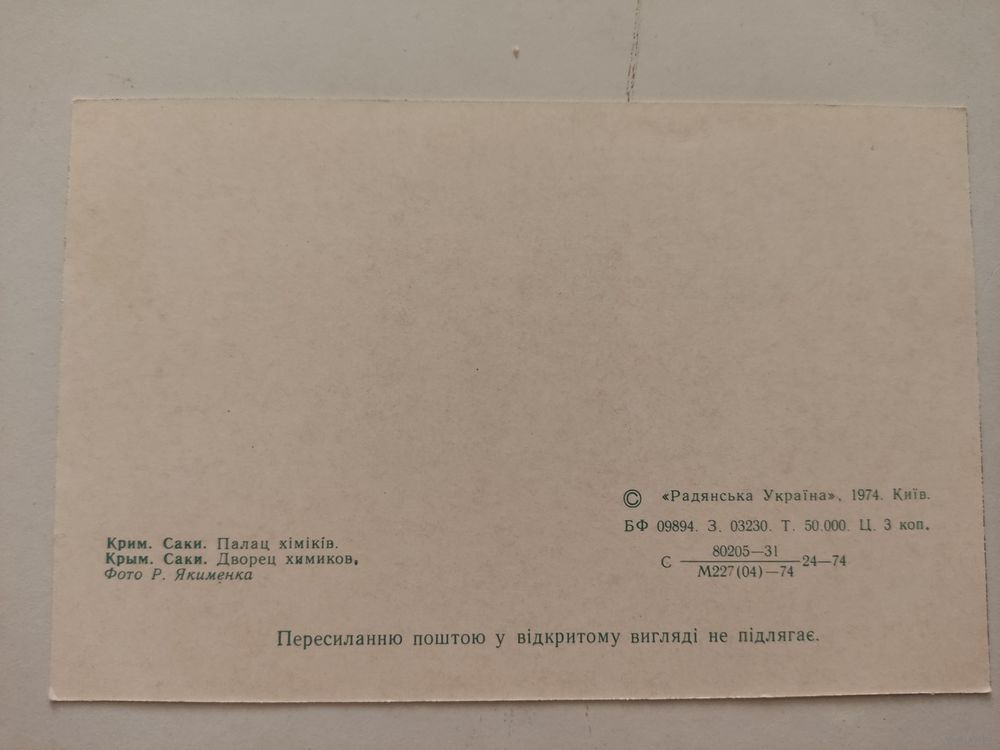 © «Радянська Україна», 1974. Київ.
БФ 09894. З. 03230. Т. 50.000. Ц. 3 коп.
С 80205—31
М227(04)—74 24—74
Крим. Саки. Палац хіміків.
Крым. Саки. Дворец химиков,
Фото Р. Якименка
Пересиланню поштою у відкритому вигляді не підлягає.